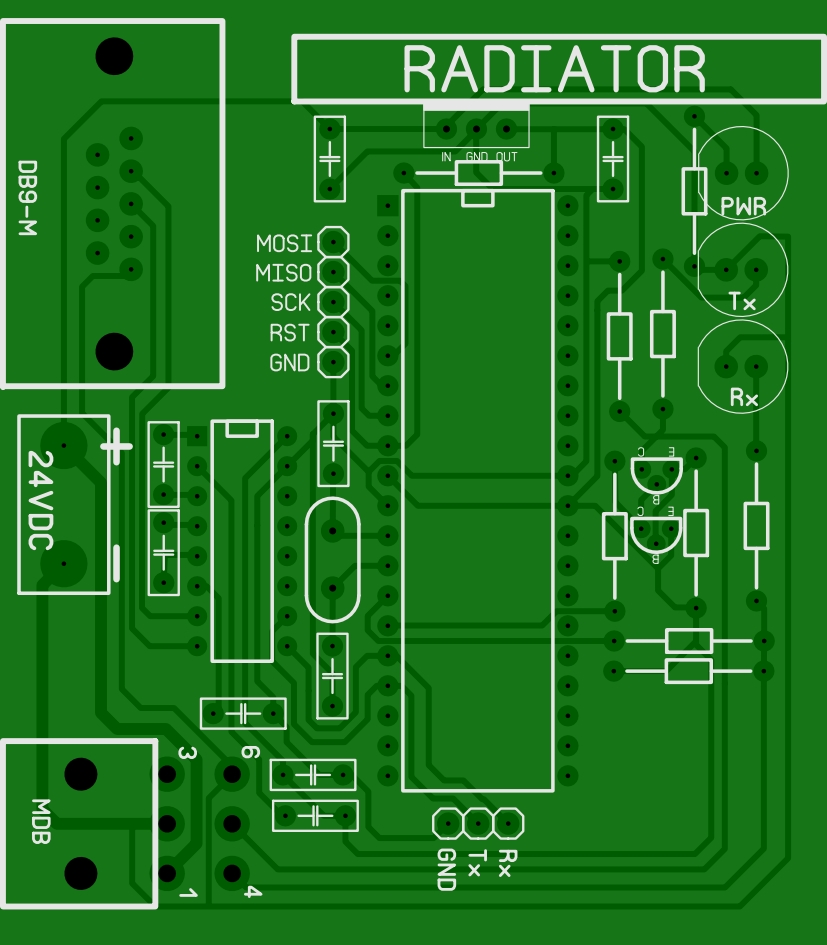 RADIATOR
IN GND OUT
DB9-M
PWR
MOSI
MISO
SCK
RST
GND
Tx
Rx
+
24VDC
-
C E
B
C E
B
3 6
MDB
1 4
GND Tx Rx